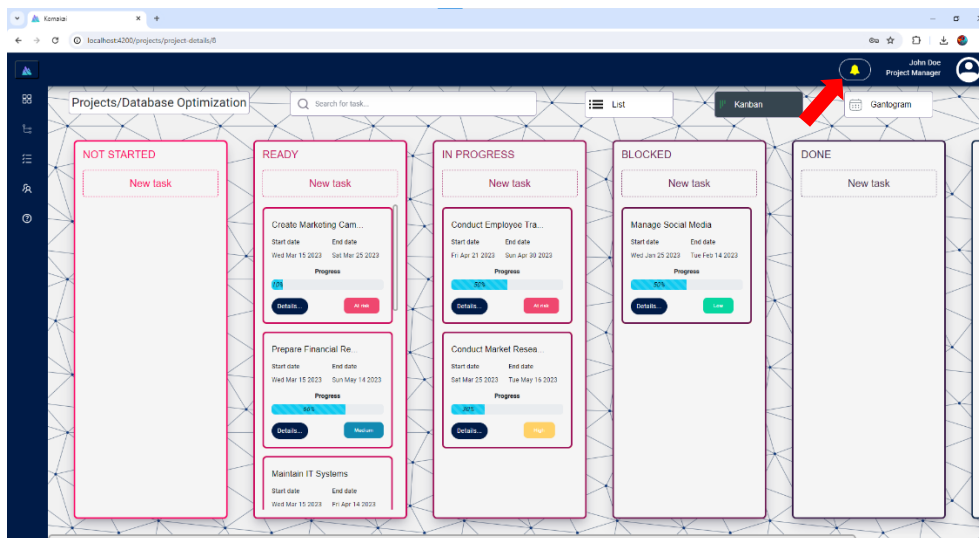 Komakai
localhost:4200/projects/project-details/8
John Doe
Project Manager
Projects/Database Optimization
Search for task...
List
Kanban
Gantogram
NOT STARTED
New task
READY
New task
Create Marketing Cam...
Start date End date
Wed Mar 15 2023 Sat Mar 25 2023
Progress
10%
Details...
At risk
Prepare Financial Re...
Start date End date
Wed Mar 15 2023 Sun May 14 2023
Progress
Details...
Medium
Maintain IT Systems
Start date End date
Wed Mar 15 2023 Fri Apr 14 2023
IN PROGRESS
New task
Conduct Employee Tra...
Start date End date
Fri Apr 21 2023 Sun Apr 30 2023
Progress
50%
Details...
At risk
Conduct Market Resea...
Start date End date
Sat Mar 25 2023 Tue May 16 2023
Progress
Details...
High
BLOCKED
New task
Manage Social Media
Start date End date
Wed Jan 25 2023 Tue Feb 14 2023
Progress
50%
Details...
Low
DONE
New task